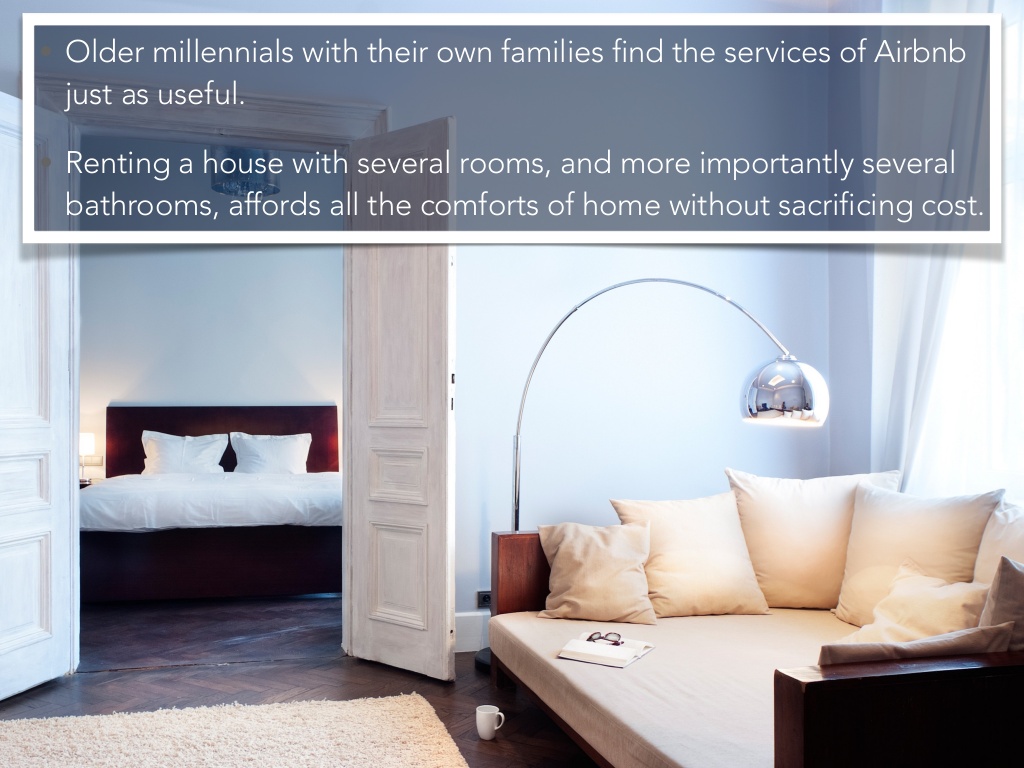 • Older millennials with their own families find the services of Airbnb
just as useful.
• Renting a house with several rooms, and more importantly several
bathrooms, affords all the comforts of home without sacrificing cost.